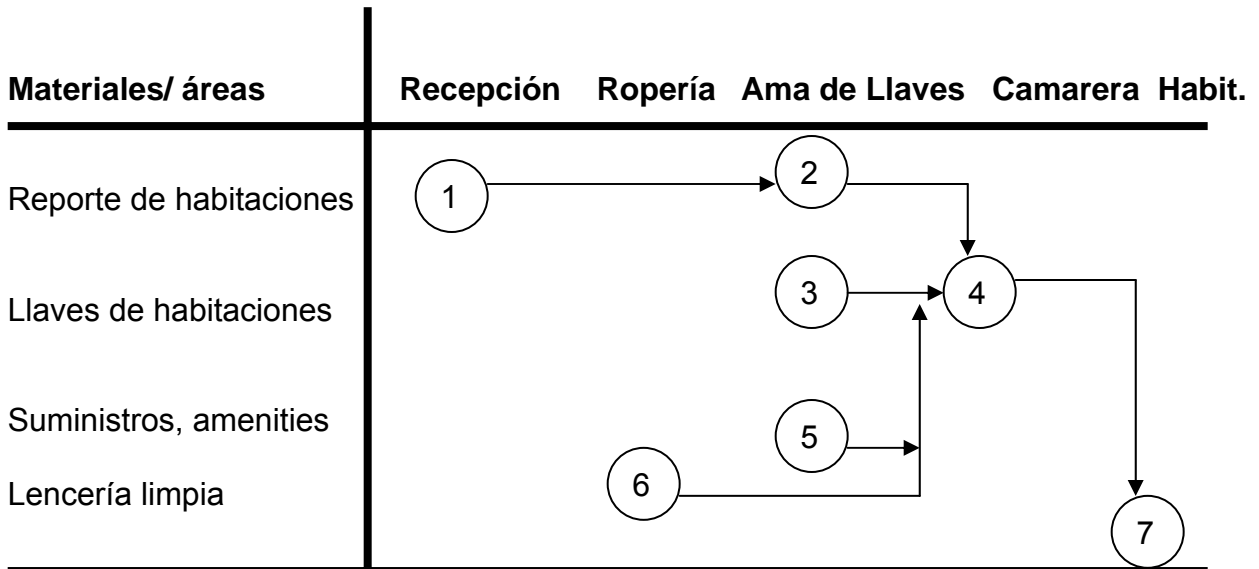 Materiales/ áreas Recepción Ropería Ama de Llaves Camarera Habit.
Reporte de habitaciones 1 2
Llaves de habitaciones 3 4
Suministros, amenities 5
Lencería limpia 6
7